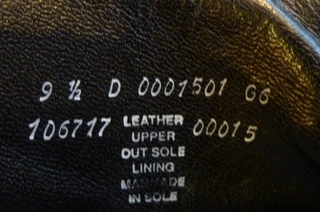 9 ½ D 0001501 G6
106717 LEATHER 00015
UPPER
OUT SOLE
LINING
MANMADE
IN SOLE